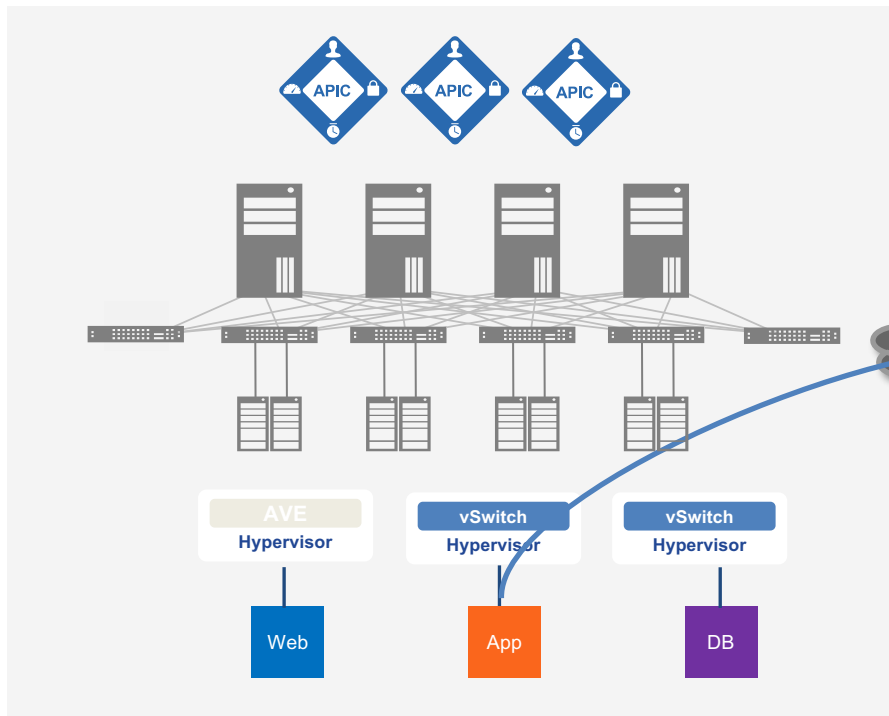 APIC APIC APIC
AVE vSwitch vSwitch
Hypervisor Hypervisor Hypervisor
Web App DB